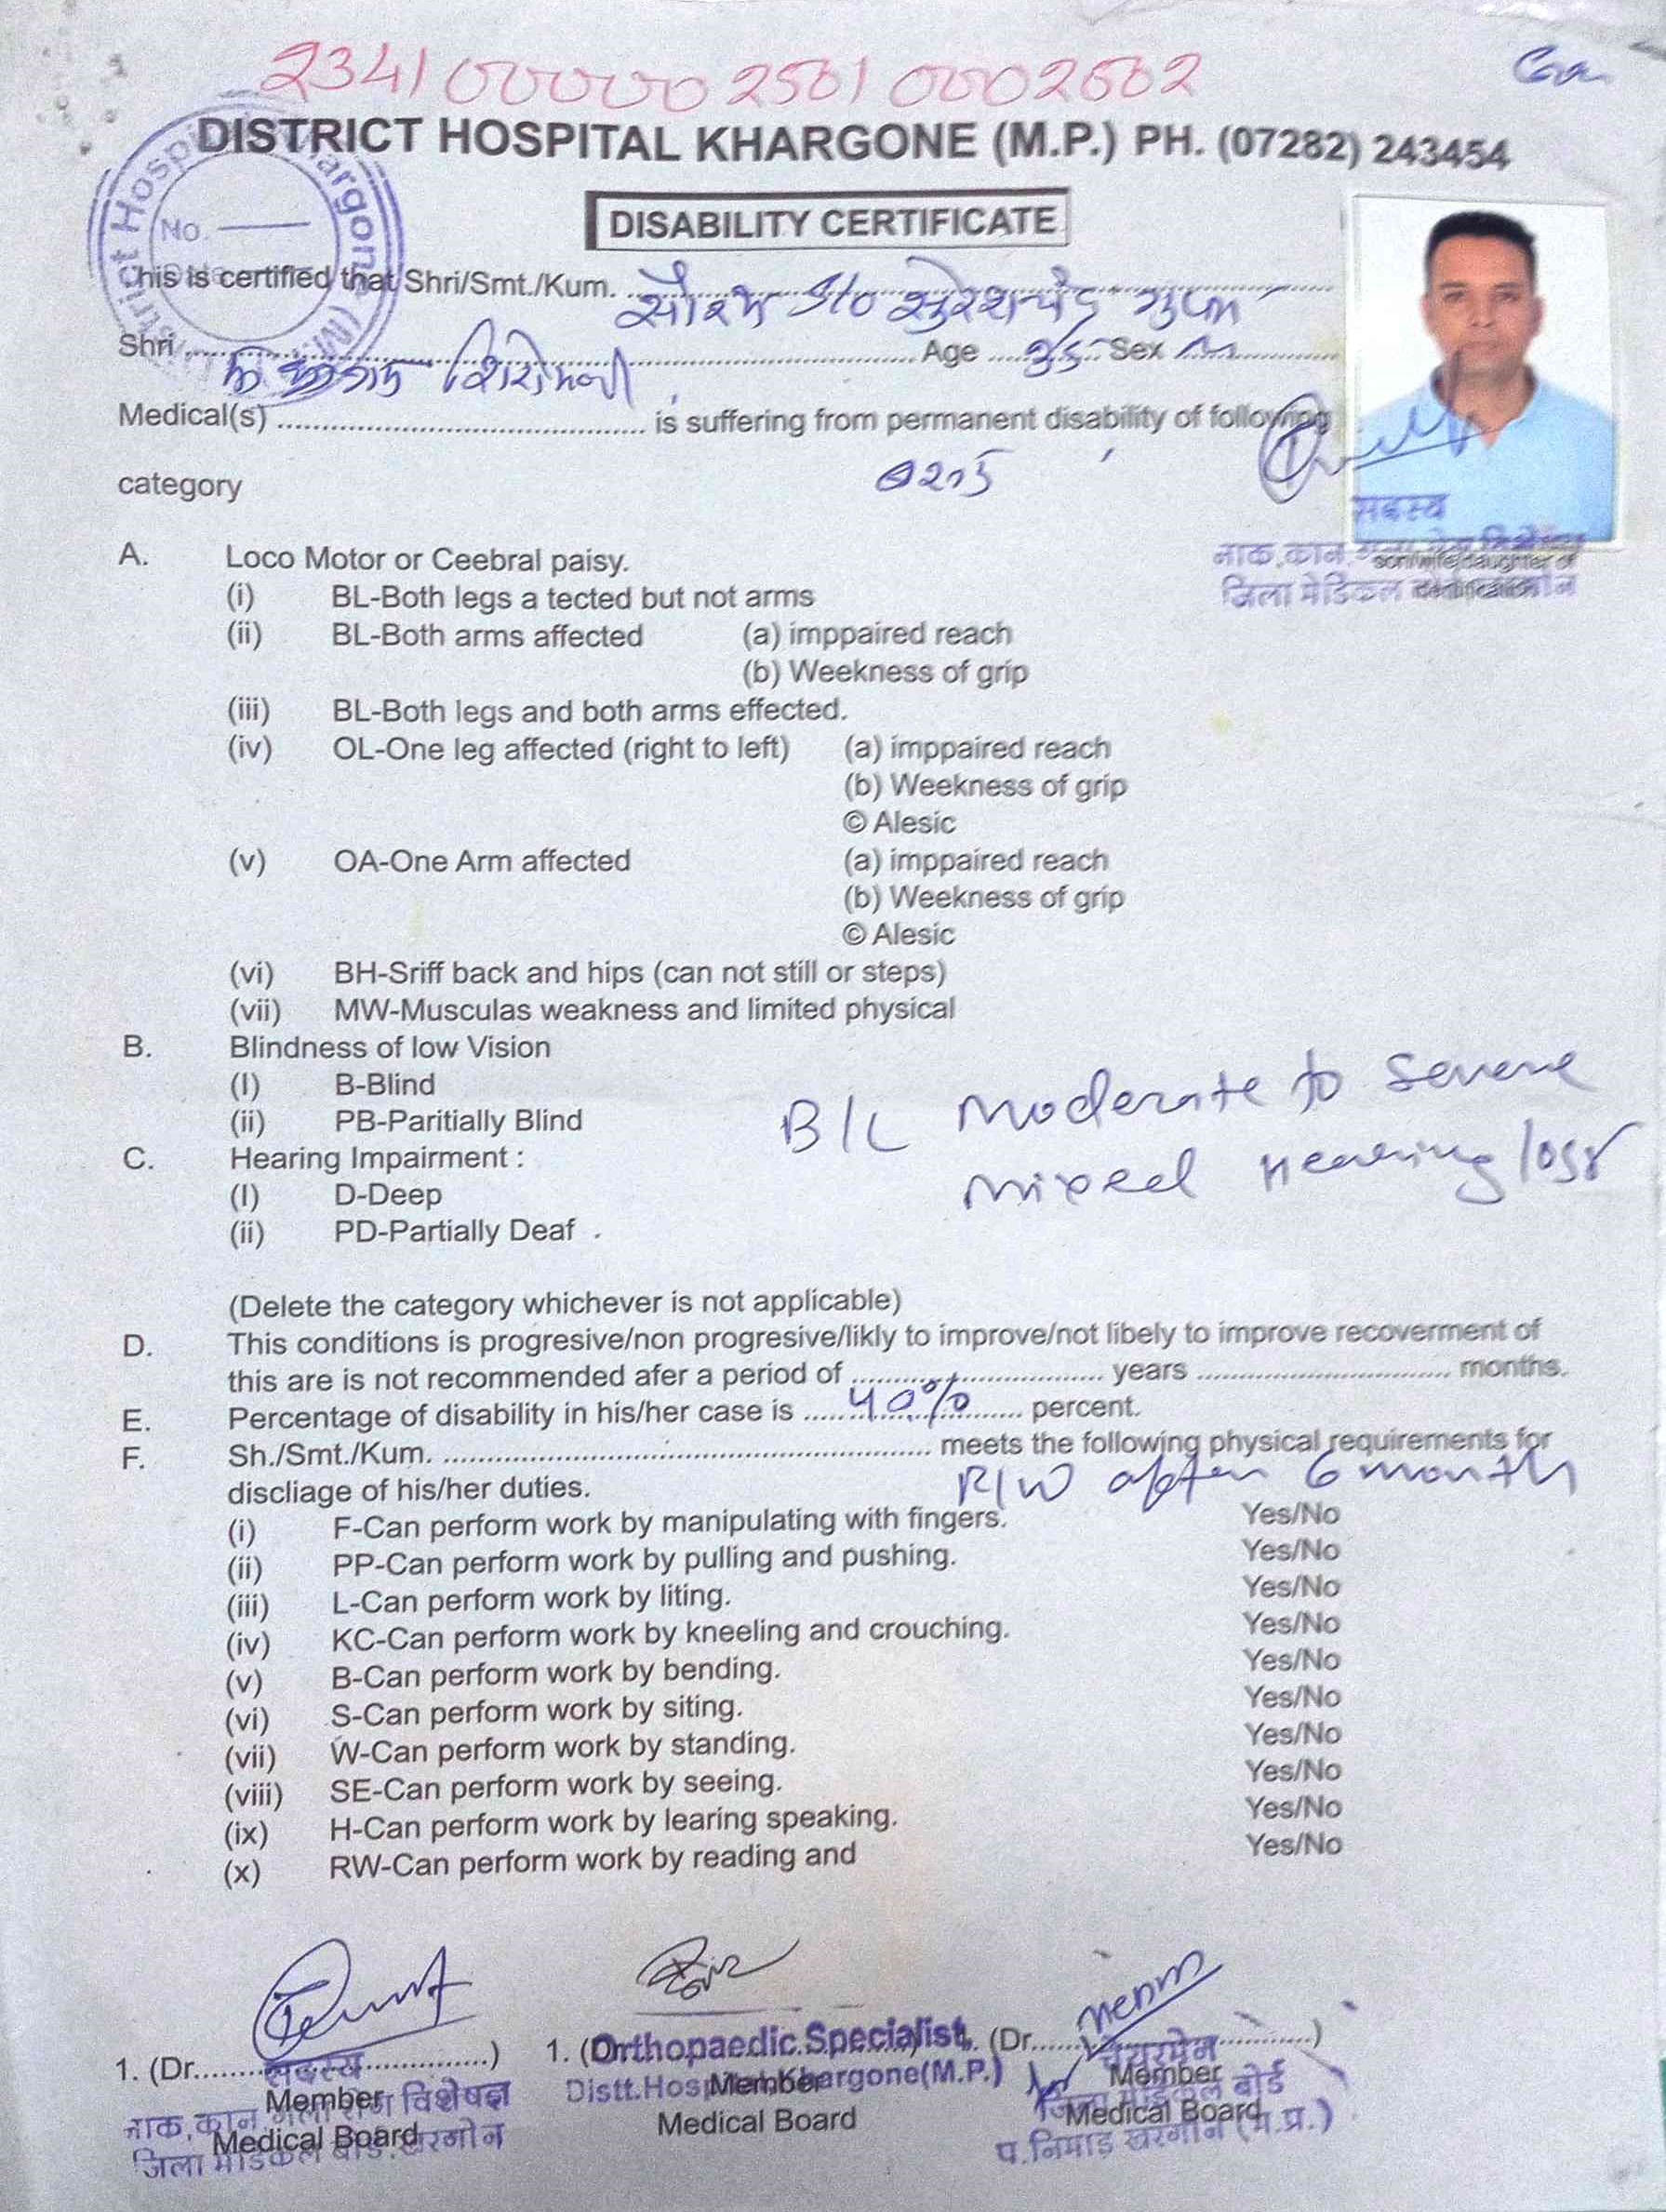 2341 00000 2501 0002502
DISTRICT HOSPITAL KHARGONE (M.P.) PH. (07282) 243454
District Hospital Khargone (M.
No.
DISABILITY CERTIFICATE
This is certified that Shri/Smt./Kum. सौरभ S/o सुरेशचंद्र गुप्ता
Shri Age Sex M
Medical(s) is suffering from permanent disability of following
category
सदस्य
नाक,कान,
son/wife/daughter of
जिला मेडिकल
identification
A. Loco Motor or Ceebral paisy.
(i) BL-Both legs a tected but not arms
(ii) BL-Both arms affected (a) imppaired reach
(b) Weekness of grip
(iii) BL-Both legs and both arms effected.
(iv) OL-One leg affected (right to left) (a) imppaired reach
(b) Weekness of grip
© Alesic
(v) OA-One Arm affected (a) imppaired reach
(b) Weekness of grip
© Alesic
(vi) BH-Sriff back and hips (can not still or steps)
(vii) MW-Musculas weakness and limited physical
B. Blindness of low Vision
(I) B-Blind
(ii) PB-Paritially Blind
B/L moderate to severe
mixed Hearing loss
C. Hearing Impairment :
(I) D-Deep
(ii) PD-Partially Deaf .
(Delete the category whichever is not applicable)
D. This conditions is progresive/non progresive/likly to improve/not libely to improve recoverment of
this are is not recommended afer a period of years months.
E. Percentage of disability in his/her case is 40% percent.
F. Sh./Smt./Kum. meets the following physical requirements for
discliage of his/her duties. R/W after 6 month
(i) F-Can perform work by manipulating with fingers. Yes/No
(ii) PP-Can perform work by pulling and pushing. Yes/No
(iii) L-Can perform work by liting. Yes/No
(iv) KC-Can perform work by kneeling and crouching. Yes/No
(v) B-Can perform work by bending. Yes/No
(vi) S-Can perform work by siting. Yes/No
(vii) W-Can perform work by standing. Yes/No
(viii) SE-Can perform work by seeing. Yes/No
(ix) H-Can perform work by learing speaking. Yes/No
(x) RW-Can perform work by reading and Yes/No
1. (Dr. ) 1. (Orthopaedic Specialist, (Dr. )
सदस्य
चेयरमेन
Member
Distt.Hospital Khargone(M.P.)
Member
Member
नाक,कान,गला रोग विशेषज्ञ
जिला मेडिकल बोर्ड
Medical Board
Medical Board
Medical Board
जिला मेडिकल बोर्ड,खरगोन
प.निमाड़ खरगोन (म.प्र.)